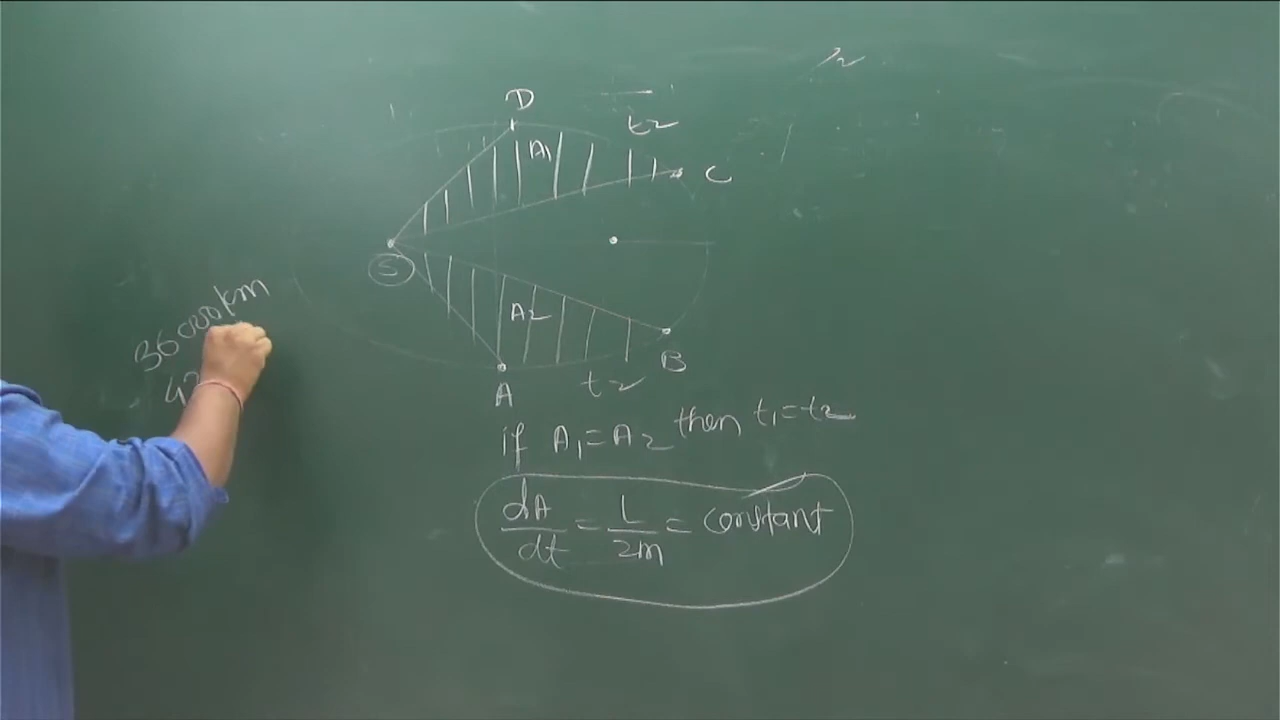 D
t2
A1
C
S
36000km
A2
B
A
t2
if A1=A2 then t1=t2
dA/dt = L/2m = constant